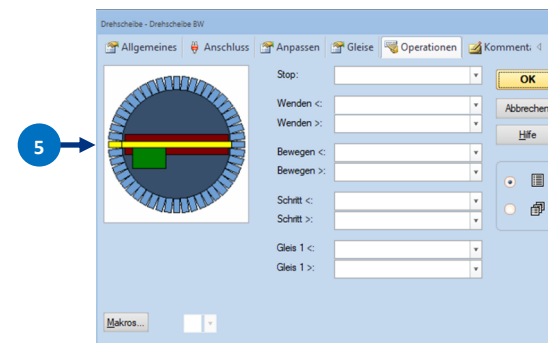 Drehscheibe - Drehscheibe BW
Allgemeines Anschluss Anpassen Gleise Operationen Komment
Stop:
OK
Wenden <:
Abbrechen
Wenden >:
Hilfe
5
Bewegen <:
Bewegen >:
Schritt <:
Schritt >:
Gleis 1 <:
Gleis 1 >:
Makros...